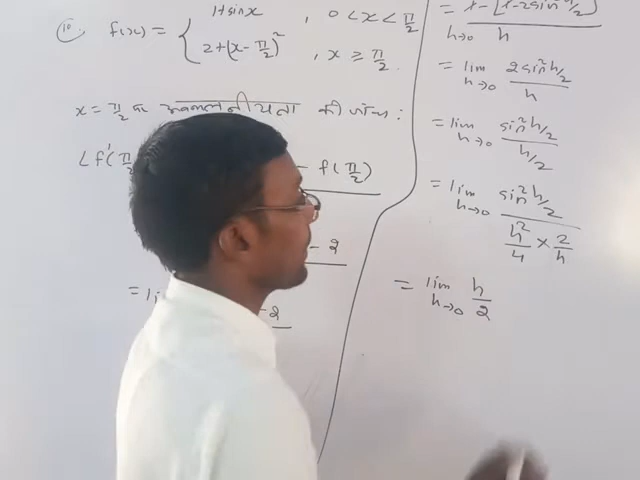 10. f(x) = { 1+sinx , 0<x<π/2
2+(x-π/2)² , x ≥ π/2
x = π/2 पर अवकलनीयता की जाँच :
Lf'(π/2
- f(π/2)
- 2
= li
-2
= 1-[1-2sin²h/2]
h→0 h
= lim h→0 2sin²h/2 / h
= lim h→0 sin²h/2 / h/2
= lim h→0 sin²h/2 / h²/4 × 2/h
= lim h→0 h/2